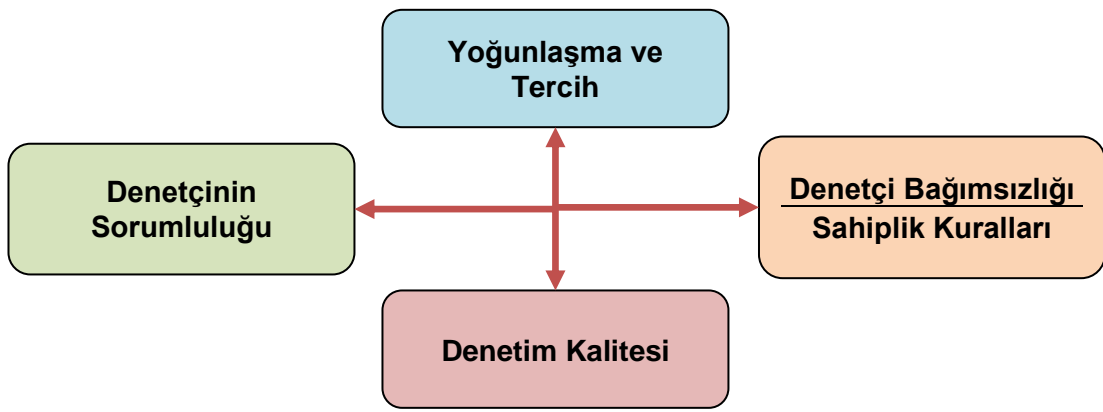 Yoğunlaşma ve
Tercih
Denetçinin
Sorumluluğu
Denetçi Bağımsızlığı
Sahiplik Kuralları
Denetim Kalitesi